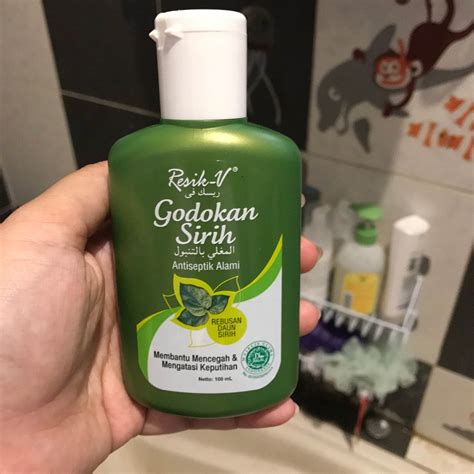 Resik-V®
ريسك ڤي
Godokan
Sirih
المغلي بالتنبول
Antiseptik Alami
REBUSAN
DAUN
SIRIH
Membantu Mencegah &
Mengatasi Keputihan
Netto: 100 mL